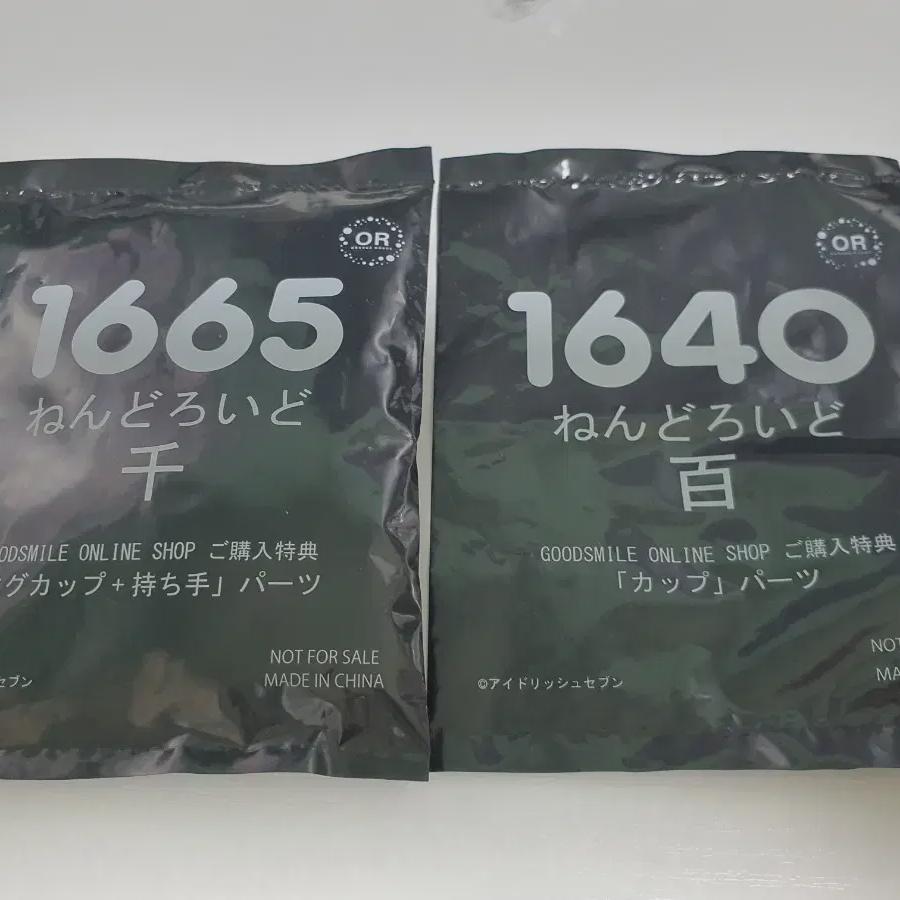 OR
1665
ねんどろいど
千
ODSMILE ONLINE SHOP ご購入特典
グカップ+持ち手」パーツ
NOT FOR SALE
MADE IN CHINA
セブン
OR
1640
ねんどろいど
百
GOODSMILE ONLINE SHOP ご購入特典
「カップ」パーツ
NOT
MA
©アイドリッシュセブン